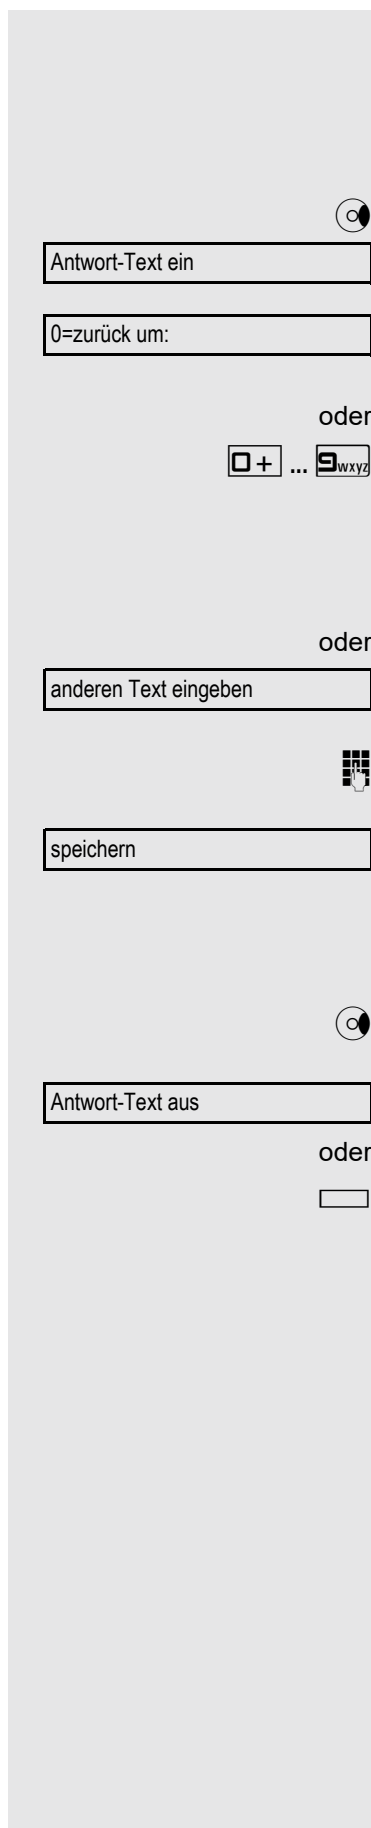 Antwort-Text ein
0=zurück um:
oder
0+ ... 9wxyz
oder
anderen Text eingeben
speichern
Antwort-Text aus
oder